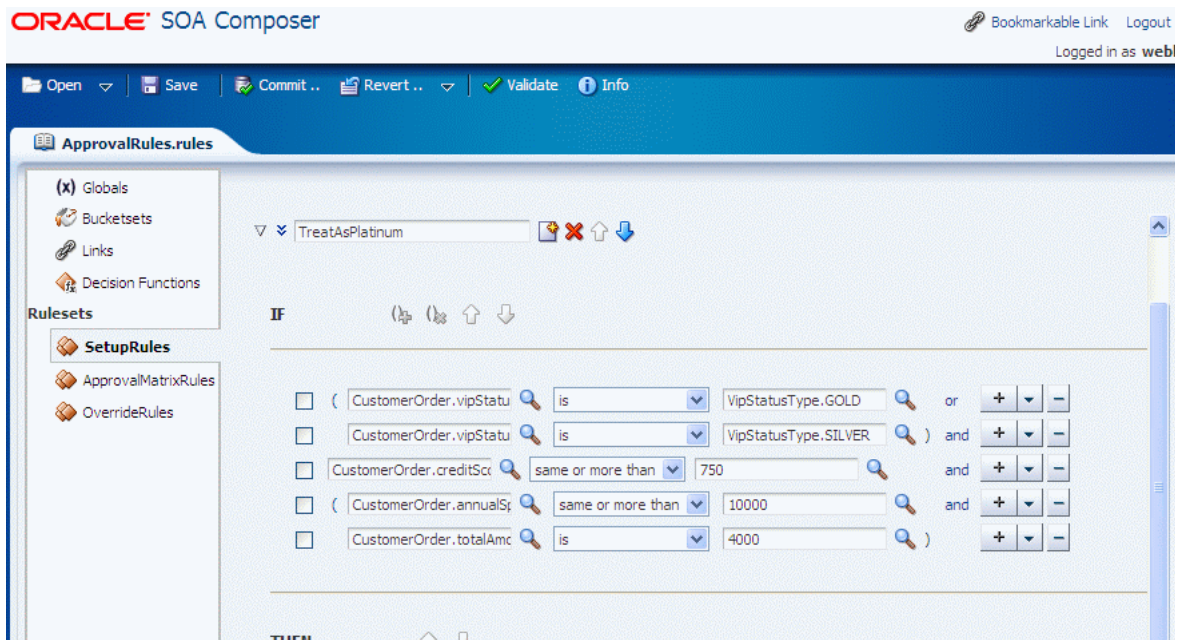 ORACLE SOA Composer
Bookmarkable Link Logout
Logged in as webl
Open Save Commit .. Revert .. Validate Info
ApprovalRules.rules
(x) Globals
Bucketsets
Links
Decision Functions
Rulesets
SetupRules
ApprovalMatrixRules
OverrideRules
TreatAsPlatinum
IF
( CustomerOrder.vipStatu is VipStatusType.GOLD or + −
CustomerOrder.vipStatu is VipStatusType.SILVER ) and + −
CustomerOrder.creditSco same or more than 750 and + −
( CustomerOrder.annualSp same or more than 10000 and + −
CustomerOrder.totalAmo is 4000 ) + −
THEN